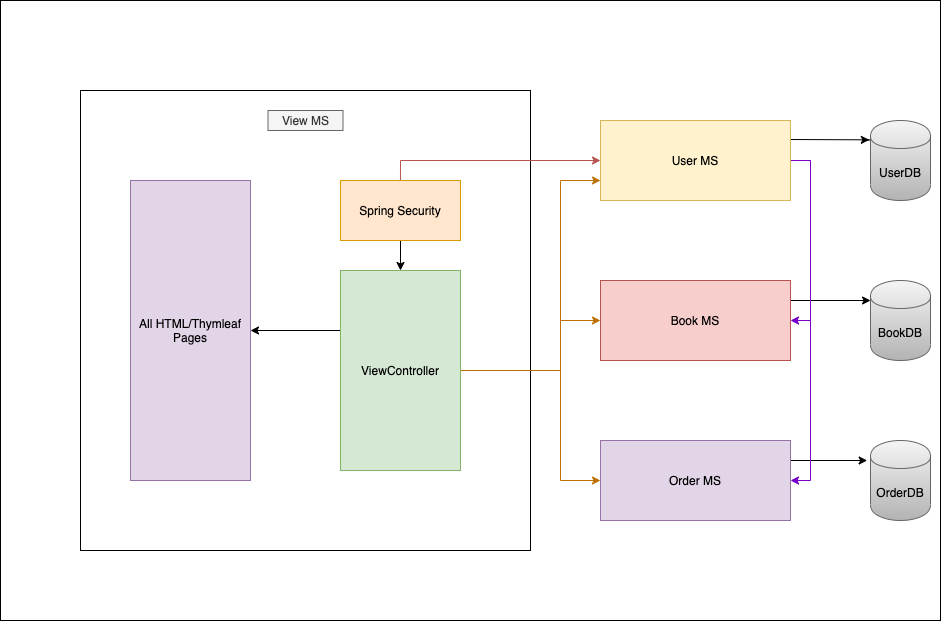 View MS
Spring Security
All HTML/Thymleaf
Pages
ViewController
User MS
Book MS
Order MS
UserDB
BookDB
OrderDB